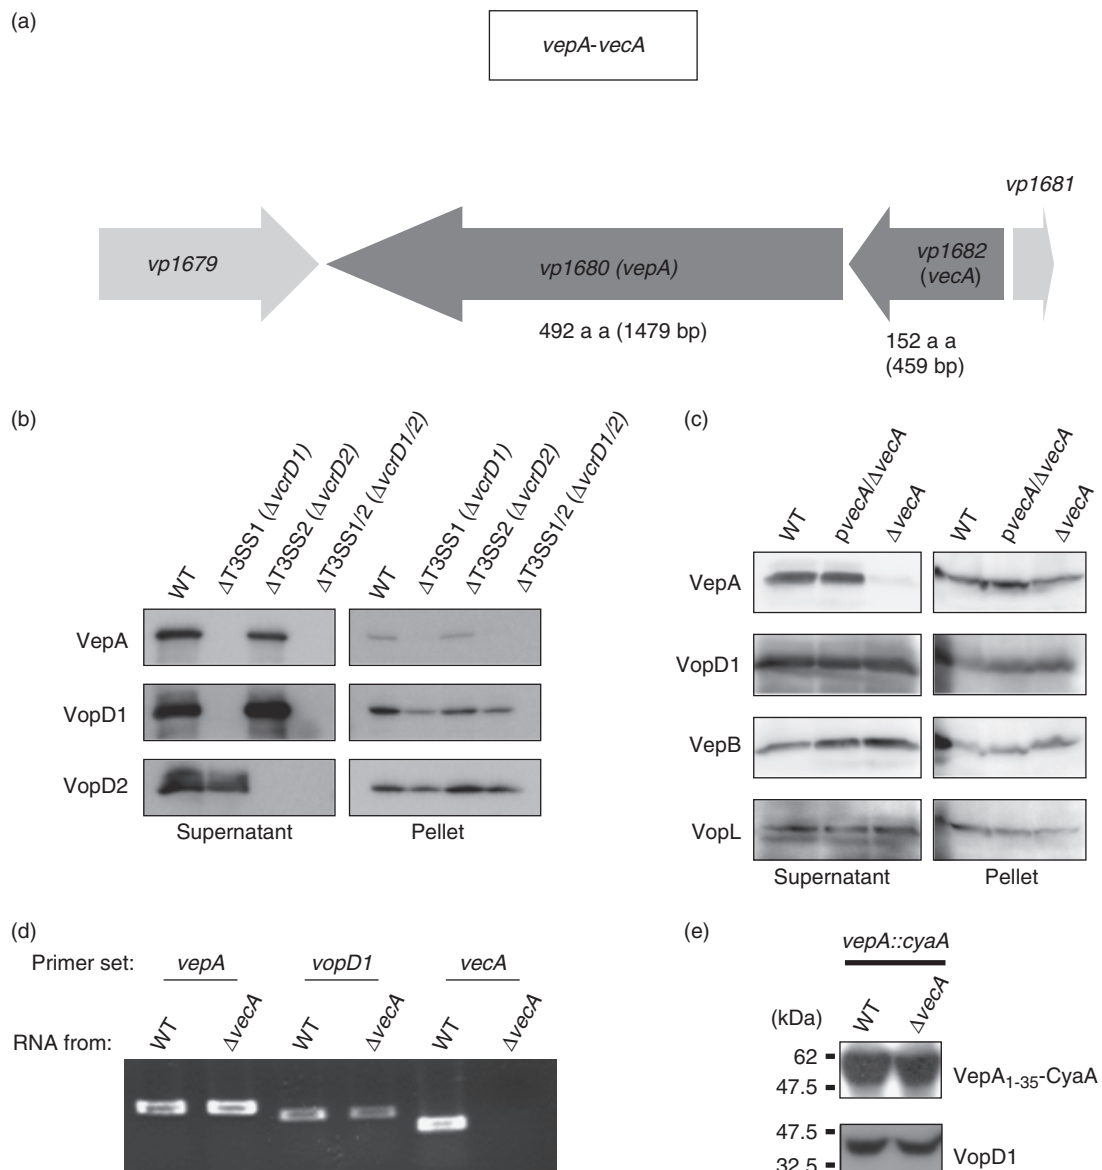 (a)
vepA-vecA
vp1681
vp1679
vp1680 (vepA)
vp1682
(vecA)
492 a a (1479 bp)
152 a a
(459 bp)
(b)
WT
ΔT3SS1 (ΔvcrD1)
ΔT3SS2 (ΔvcrD2)
ΔT3SS1/2 (ΔvcrD1/2)
WT
ΔT3SS1 (ΔvcrD1)
ΔT3SS2 (ΔvcrD2)
ΔT3SS1/2 (ΔvcrD1/2)
VepA
VopD1
VopD2
Supernatant
Pellet
(c)
WT
pvecA/ΔvecA
ΔvecA
WT
pvecA/ΔvecA
ΔvecA
VepA
VopD1
VepB
VopL
Supernatant
Pellet
(d)
Primer set:
vepA
vopD1
vecA
RNA from:
WT
ΔvecA
WT
ΔvecA
WT
ΔvecA
(e)
vepA::cyaA
(kDa)
WT
ΔvecA
62
47.5
VepA1-35-CyaA
47.5
32.5
VopD1